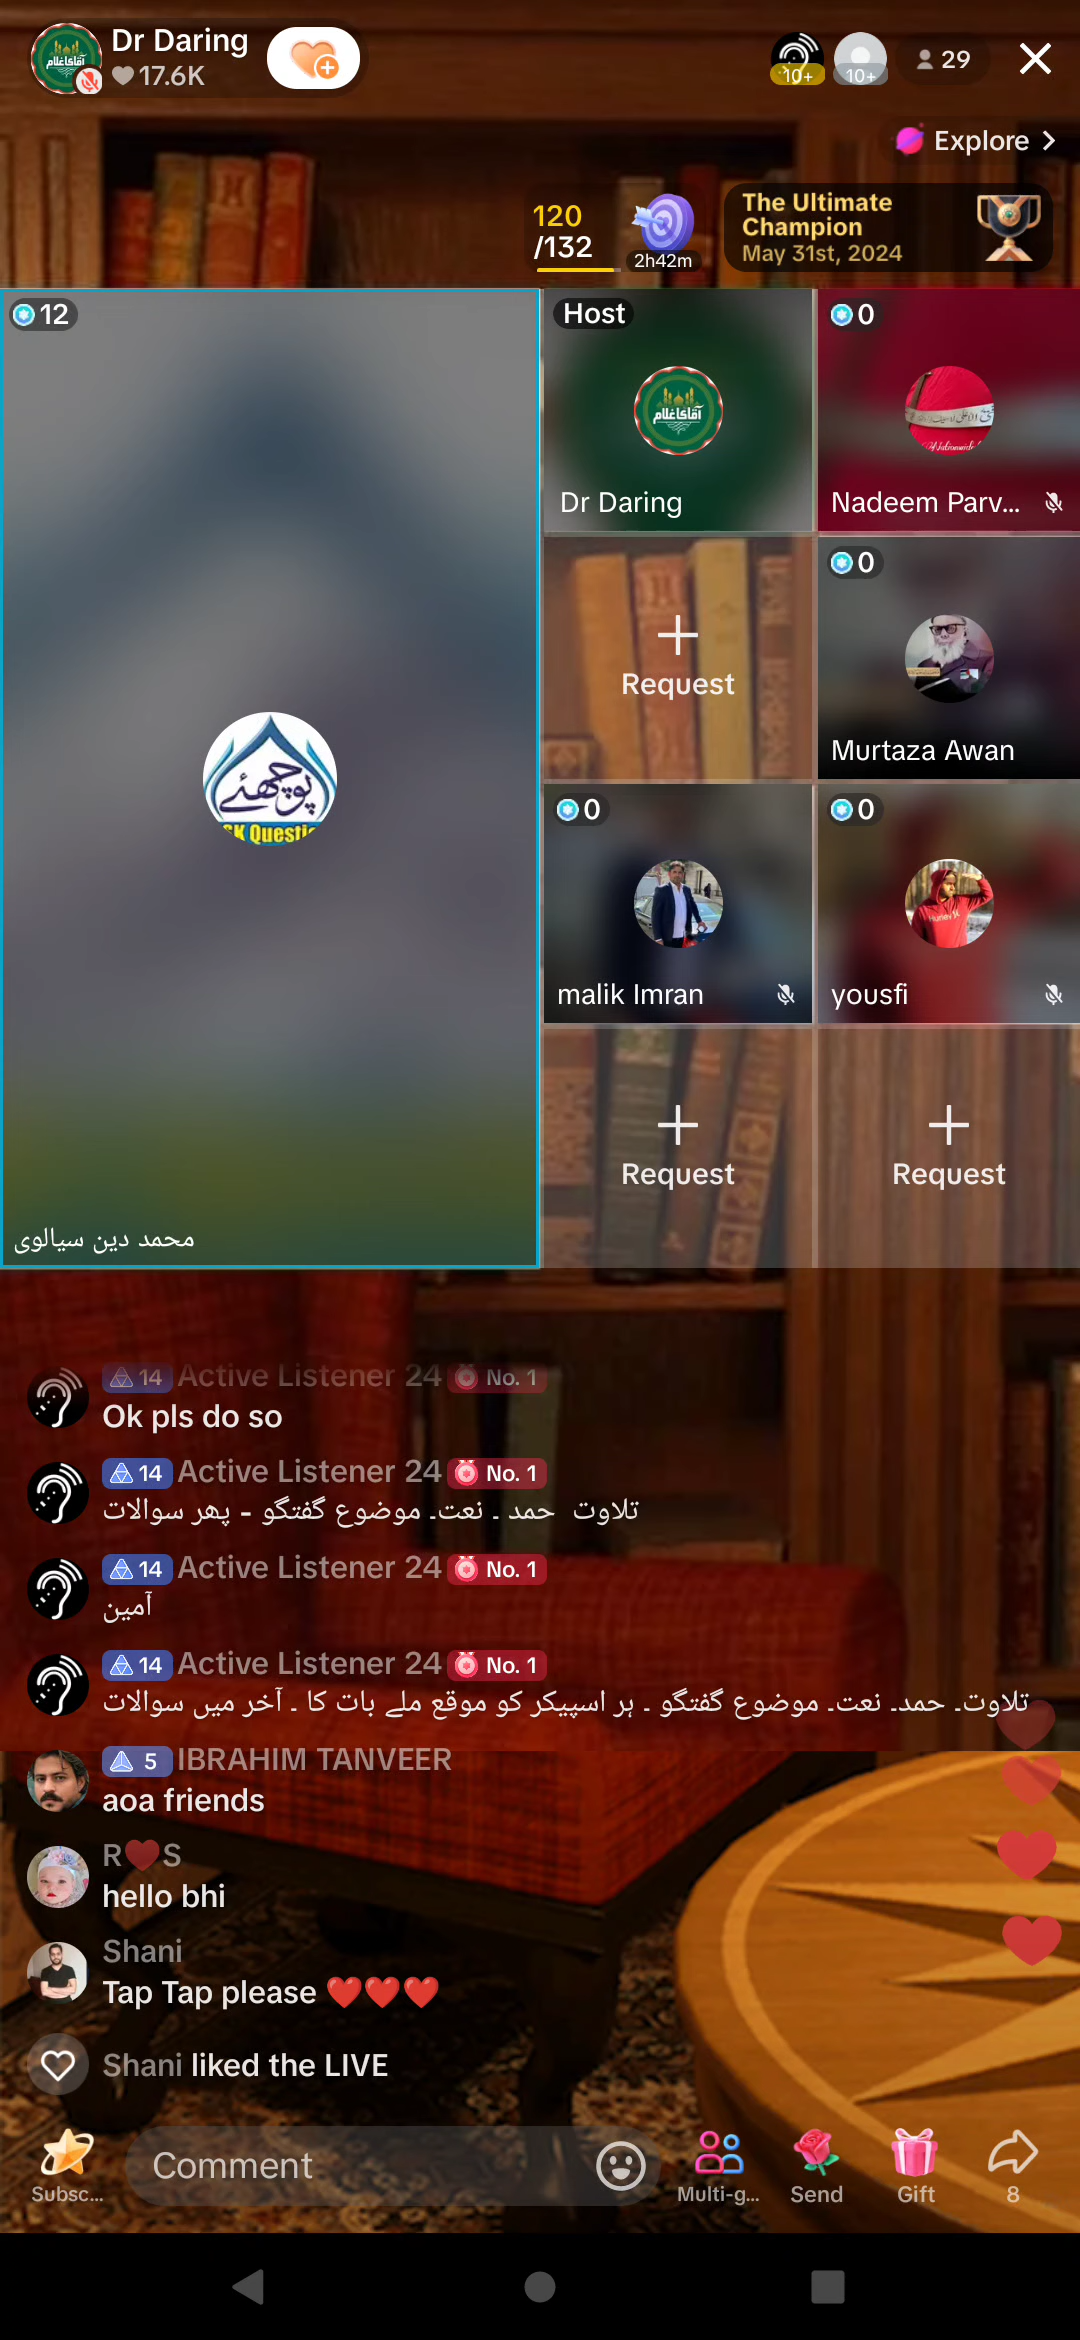 Dr Daring
17.6K
10+
10+
29
Explore
120
/132
2h42m
The Ultimate
Champion
May 31st, 2024
12
Host
0
آقا کا غلام
Dr Daring
Nadeem Parv...
Request
0
Murtaza Awan
پوچھئے
محمد دین سیالوی
0
malik Imran
0
yousfi
Request
Request
14 Active Listener 24 No. 1
Ok pls do so
14 Active Listener 24 No. 1
تلاوت حمد ۔ نعت۔ موضوع گفتگو - پھر سوالات
14 Active Listener 24 No. 1
آمین
14 Active Listener 24 No. 1
تلاوت۔ حمد۔ نعت۔ موضوع گفتگو ۔ ہر اسپیکر کو موقع ملے بات کا ۔ آخر میں سوالات
5 IBRAHIM TANVEER
aoa friends
R❤️S
hello bhi
Shani
Tap Tap please ❤️❤️❤️
Shani liked the LIVE
Subsc...
Comment
Multi-g...
Send
Gift
8